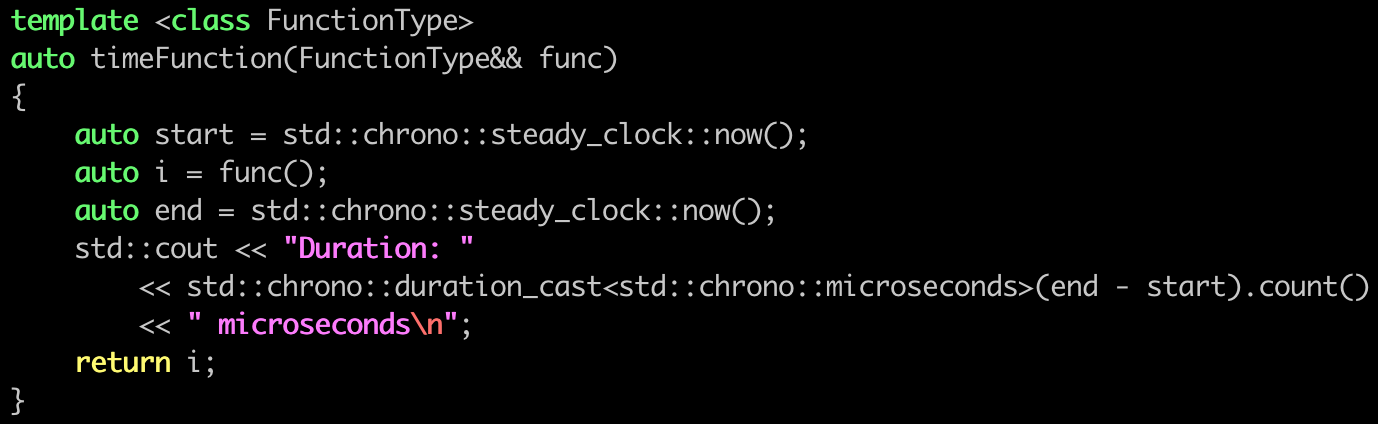 template <class FunctionType>
auto timeFunction(FunctionType&& func)
{
    auto start = std::chrono::steady_clock::now();
    auto i = func();
    auto end = std::chrono::steady_clock::now();
    std::cout << "Duration: "
        << std::chrono::duration_cast<std::chrono::microseconds>(end - start).count()
        << " microseconds\n";
    return i;
}